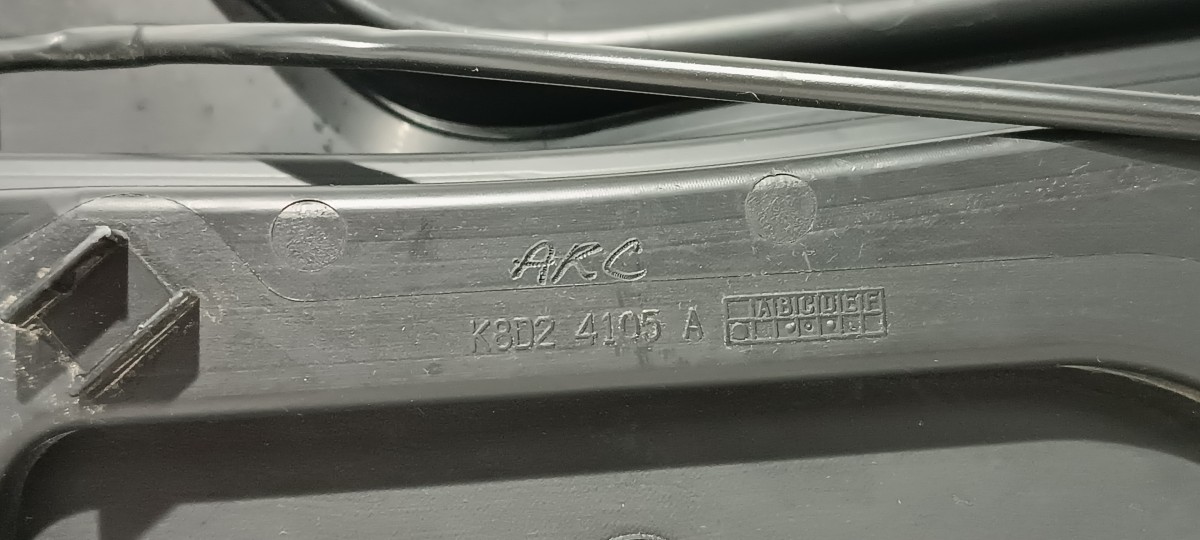 ARC
K8D2 4105 A
ABCDEF